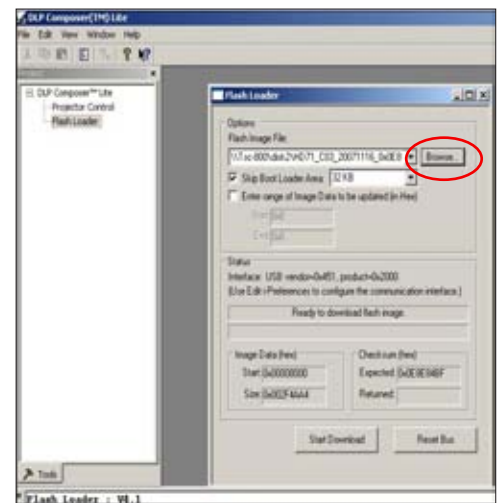 DLP Composer(TM) Lite
File Edit View Window Help
DLP Composer™ Lite
Projector Control
Flash Loader
Flash Loader
Options
Flash Image File:
Browse...
Skip Boot Loader Area: 32 KB
Enter range of Image Data to be updated (in Hex)
Status
Interface: USB vendor=0x451, product=0x2000
(Use Edit Preferences to configure the communication interface.)
Ready to download flash image.
Image Data (hex)
Start: 0x00000000
Size:
Checksum (hex)
Expected:
Returned:
Start Download
Reset Bus
Tools
Flash Loader : V4.1